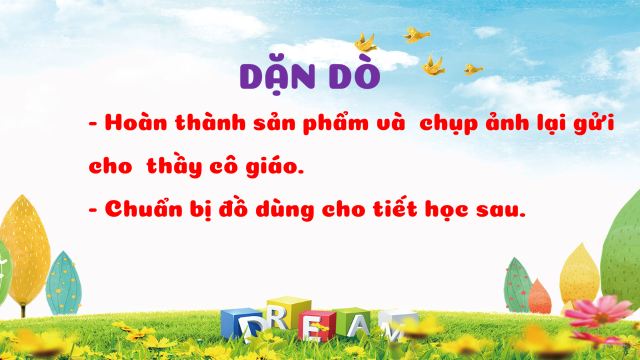 DẶN DÒ
- Hoàn thành sản phẩm và chụp ảnh lại gửi
cho thầy cô giáo.
- Chuẩn bị đồ dùng cho tiết học sau.
DREAM